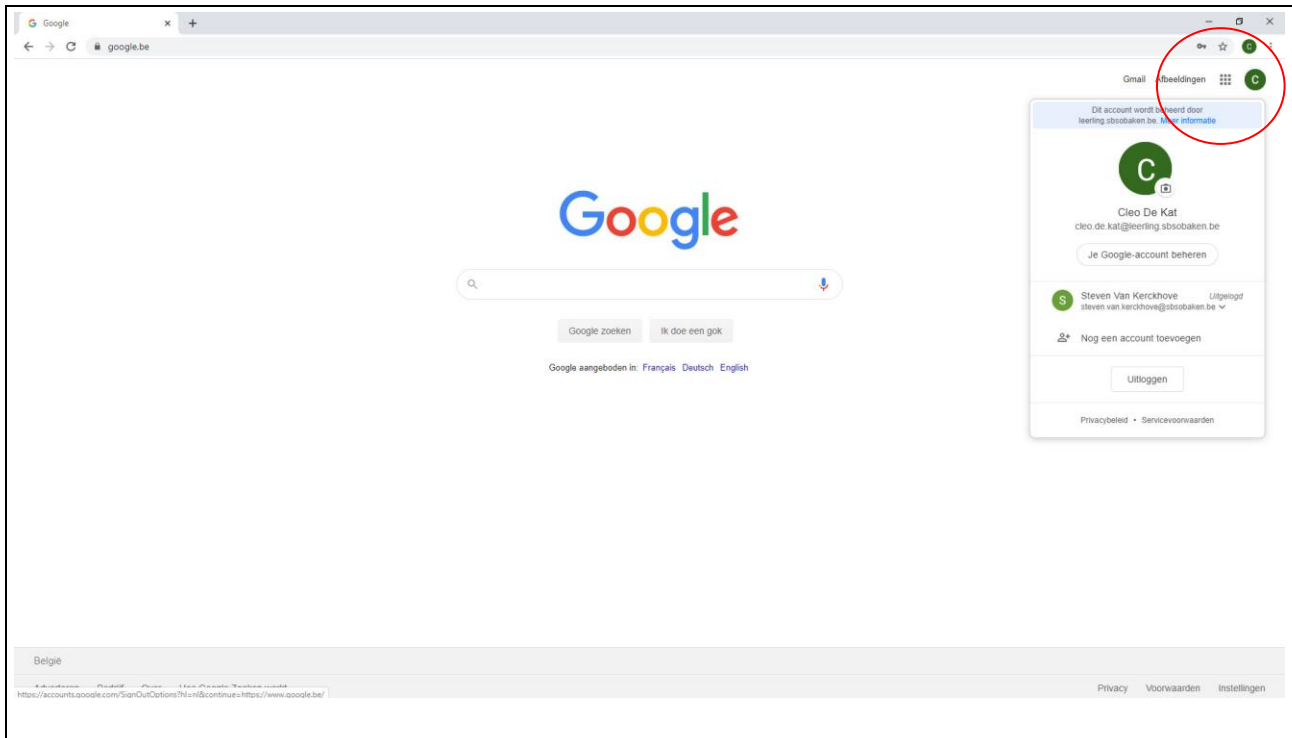 Google
google.be
C
Gmail Afbeeldingen
C
Dit account wordt beheerd door
leerling.sbsobaken.be. Meer informatie
C
Cleo De Kat
cleo.de.kat@leerling.sbsobaken.be
Je Google-account beheren
S
Steven Van Kerckhove Uitgelogd
steven.van.kerckhove@sbsobaken.be
Nog een account toevoegen
Uitloggen
Privacybeleid • Servicevoorwaarden
Google
Google zoeken Ik doe een gok
Google aangeboden in: Français Deutsch English
België
https://accounts.google.com/SignOutOptions?hl=nl&continue=https://www.google.be/
Privacy Voorwaarden Instellingen